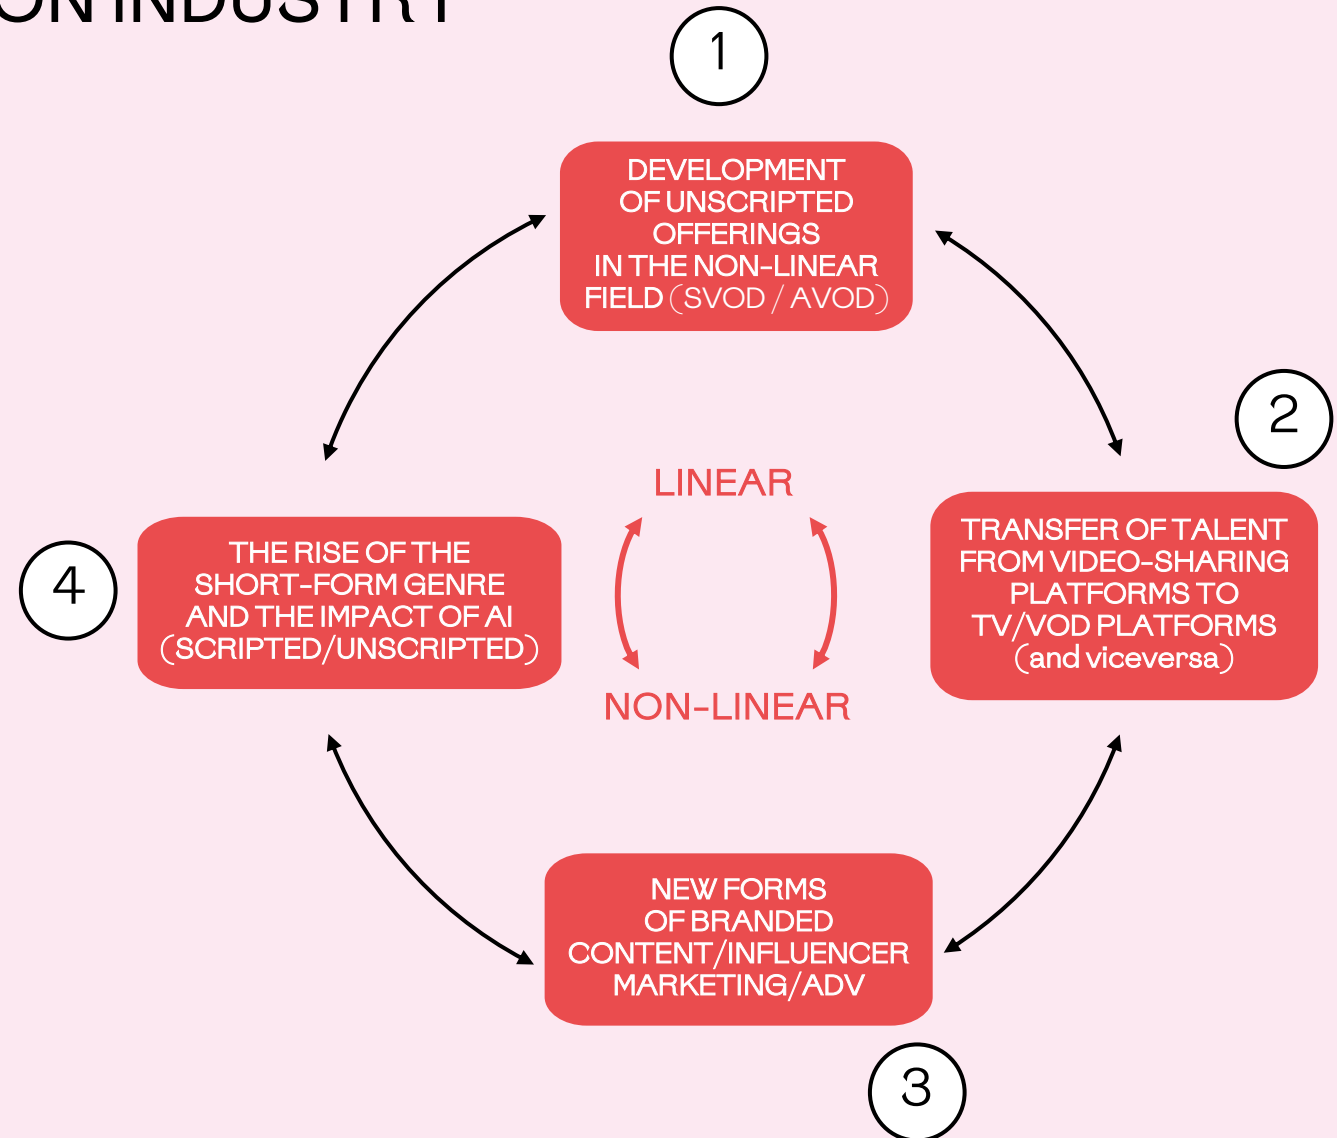 ON INDUSTRY
1
DEVELOPMENT
OF UNSCRIPTED
OFFERINGS
IN THE NON-LINEAR
FIELD (SVOD / AVOD)
2
TRANSFER OF TALENT
FROM VIDEO-SHARING
PLATFORMS TO
TV/VOD PLATFORMS
(and viceversa)
LINEAR
NON-LINEAR
4
THE RISE OF THE
SHORT-FORM GENRE
AND THE IMPACT OF AI
(SCRIPTED/UNSCRIPTED)
NEW FORMS
OF BRANDED
CONTENT/INFLUENCER
MARKETING/ADV
3